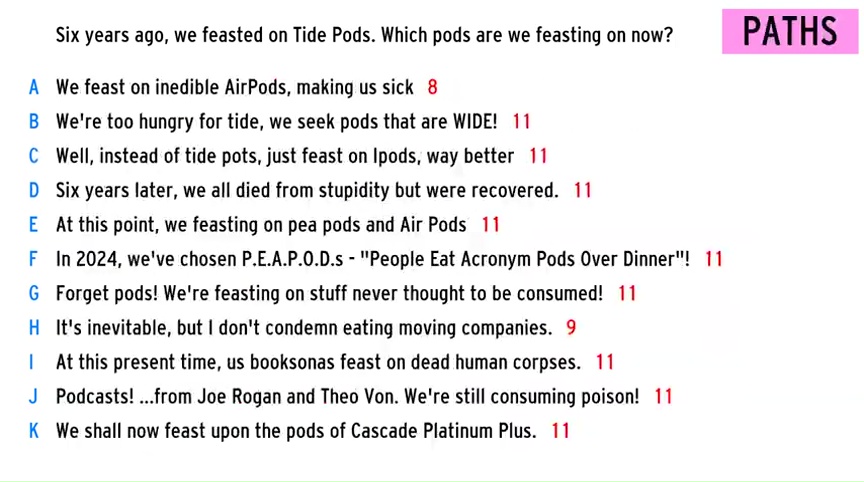 Six years ago, we feasted on Tide Pods. Which pods are we feasting on now?
PATHS
A We feast on inedible AirPods, making us sick 8
B We're too hungry for tide, we seek pods that are WIDE! 11
C Well, instead of tide pots, just feast on Ipods, way better 11
D Six years later, we all died from stupidity but were recovered. 11
E At this point, we feasting on pea pods and Air Pods 11
F In 2024, we've chosen P.E.A.P.O.D.s - "People Eat Acronym Pods Over Dinner"! 11
G Forget pods! We're feasting on stuff never thought to be consumed! 11
H It's inevitable, but I don't condemn eating moving companies. 9
I At this present time, us booksonas feast on dead human corpses. 11
J Podcasts! ...from Joe Rogan and Theo Von. We're still consuming poison! 11
K We shall now feast upon the pods of Cascade Platinum Plus. 11